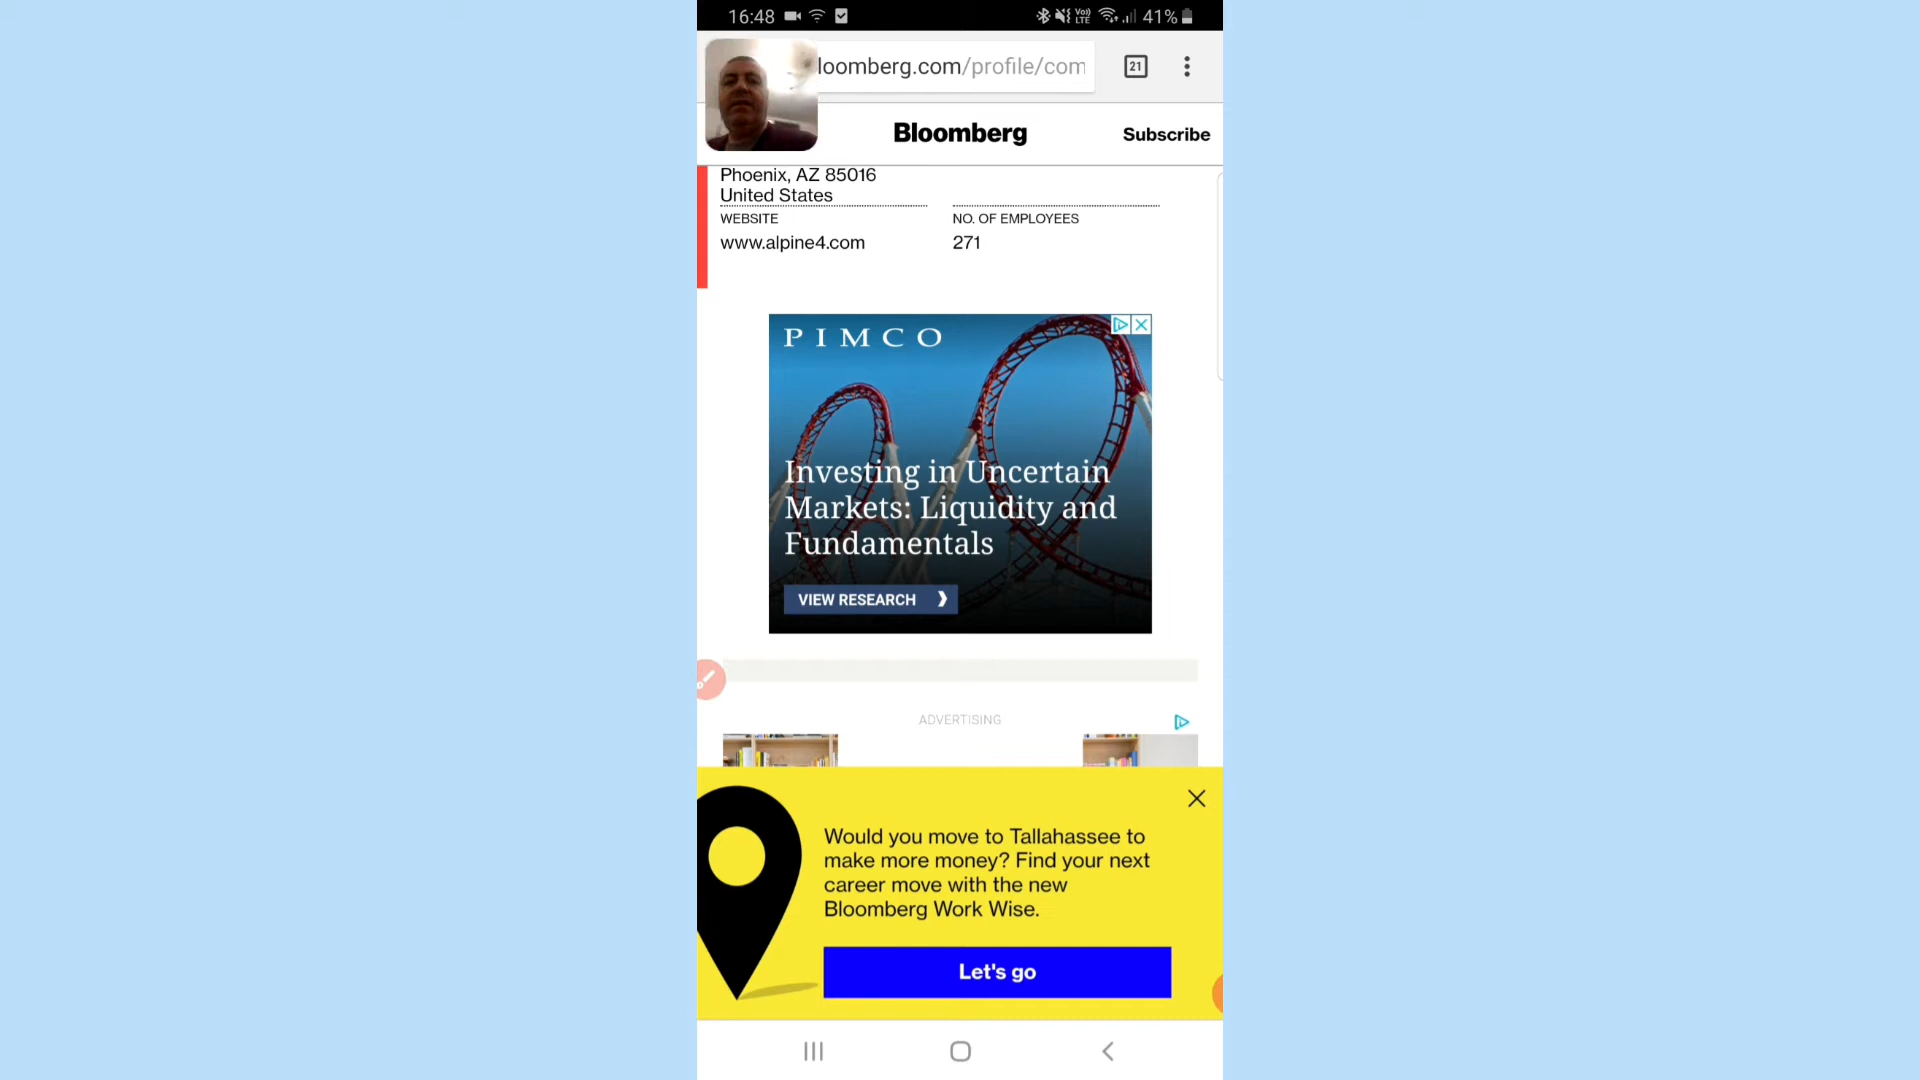 16:48
Vo))
LTE
41%
loomberg.com/profile/com
21
Bloomberg
Subscribe
Phoenix, AZ 85016
United States
WEBSITE
NO. OF EMPLOYEES
www.alpine4.com
271
PIMCO
Investing in Uncertain
Markets: Liquidity and
Fundamentals
VIEW RESEARCH
ADVERTISING
Would you move to Tallahassee to
make more money? Find your next
career move with the new
Bloomberg Work Wise.
Let's go